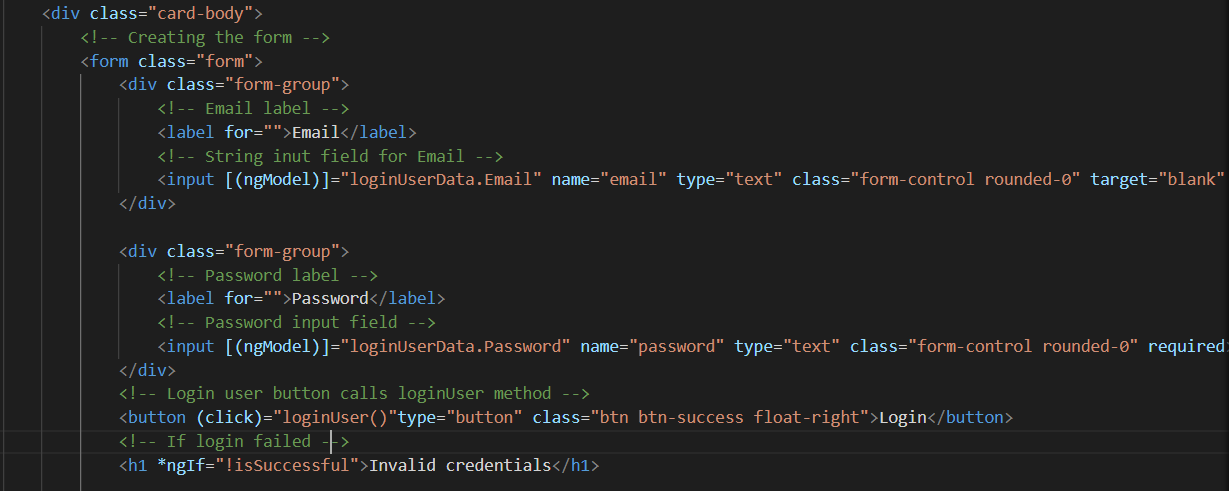 <div class="card-body">
<!-- Creating the form -->
<form class="form">
<div class="form-group">
<!-- Email label -->
<label for="">Email</label>
<!-- String inut field for Email -->
<input [(ngModel)]="loginUserData.Email" name="email" type="text" class="form-control rounded-0" target="blank"
</div>
<div class="form-group">
<!-- Password label -->
<label for="">Password</label>
<!-- Password input field -->
<input [(ngModel)]="loginUserData.Password" name="password" type="text" class="form-control rounded-0" required
</div>
<!-- Login user button calls loginUser method -->
<button (click)="loginUser()"type="button" class="btn btn-success float-right">Login</button>
<!-- If login failed -->
<h1 *ngIf="!isSuccessful">Invalid credentials</h1>